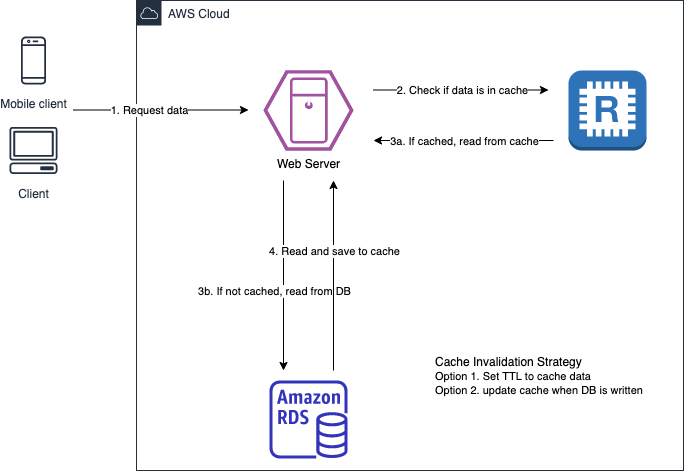 AWS Cloud
Mobile client
1. Request data
2. Check if data is in cache
R
3a. If cached, read from cache
Web Server
Client
4. Read and save to cache
3b. If not cached, read from DB
Cache Invalidation Strategy
Option 1. Set TTL to cache data
Option 2. update cache when DB is written
Amazon
RDS